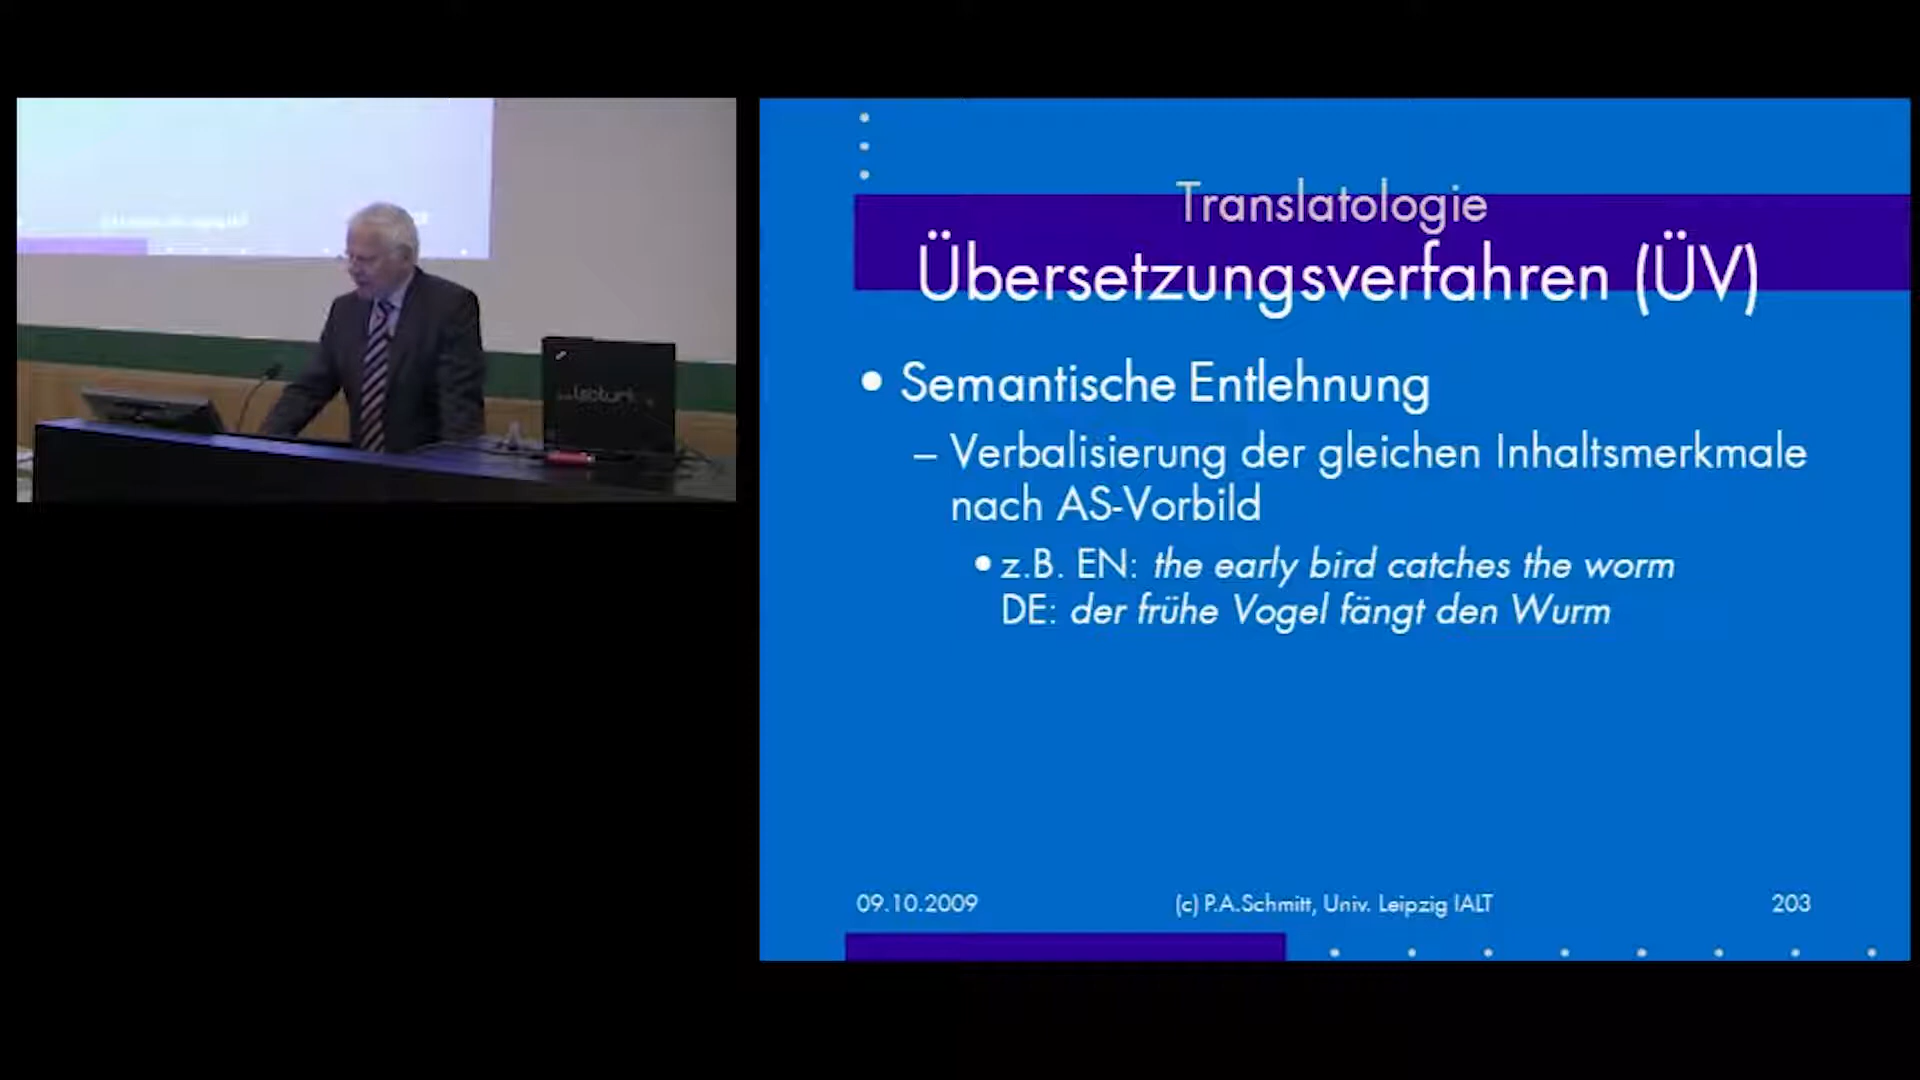 Translatologie
Übersetzungsverfahren (ÜV)
• Semantische Entlehnung
– Verbalisierung der gleichen Inhaltsmerkmale
nach AS-Vorbild
• z.B. EN: the early bird catches the worm
DE: der frühe Vogel fängt den Wurm
09.10.2009
(c) P.A.Schmitt, Univ. Leipzig IALT
203